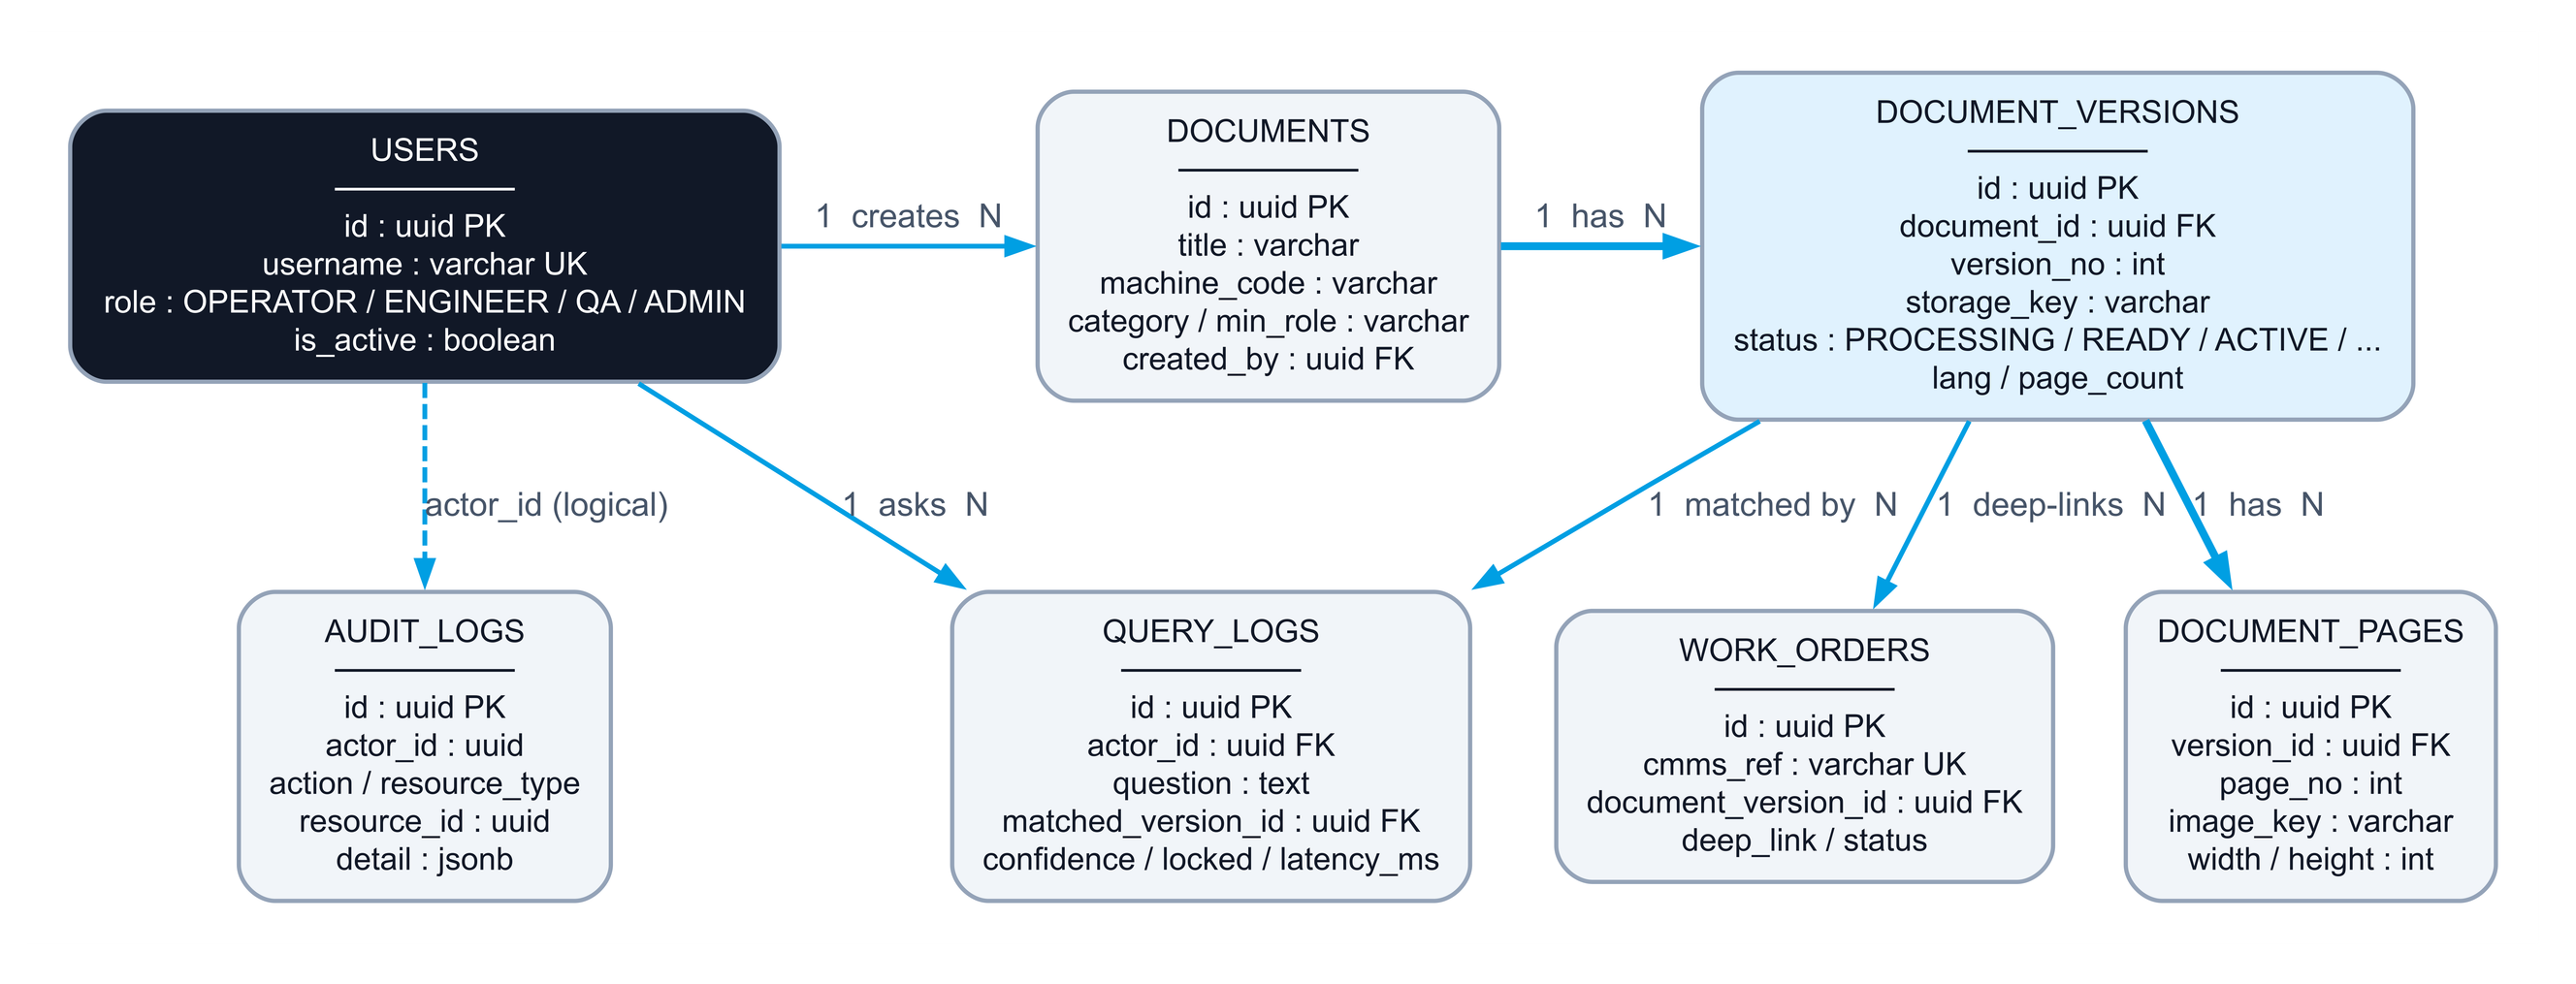 USERS
id : uuid PK
username : varchar UK
role : OPERATOR / ENGINEER / QA / ADMIN
is_active : boolean
1 creates N
DOCUMENTS
id : uuid PK
title : varchar
machine_code : varchar
category / min_role : varchar
created_by : uuid FK
1 has N
DOCUMENT_VERSIONS
id : uuid PK
document_id : uuid FK
version_no : int
storage_key : varchar
status : PROCESSING / READY / ACTIVE / ...
lang / page_count
actor_id (logical)
1 asks N
1 matched by N
1 deep-links N
1 has N
AUDIT_LOGS
id : uuid PK
actor_id : uuid
action / resource_type
resource_id : uuid
detail : jsonb
QUERY_LOGS
id : uuid PK
actor_id : uuid FK
question : text
matched_version_id : uuid FK
confidence / locked / latency_ms
WORK_ORDERS
id : uuid PK
cmms_ref : varchar UK
document_version_id : uuid FK
deep_link / status
DOCUMENT_PAGES
id : uuid PK
version_id : uuid FK
page_no : int
image_key : varchar
width / height : int